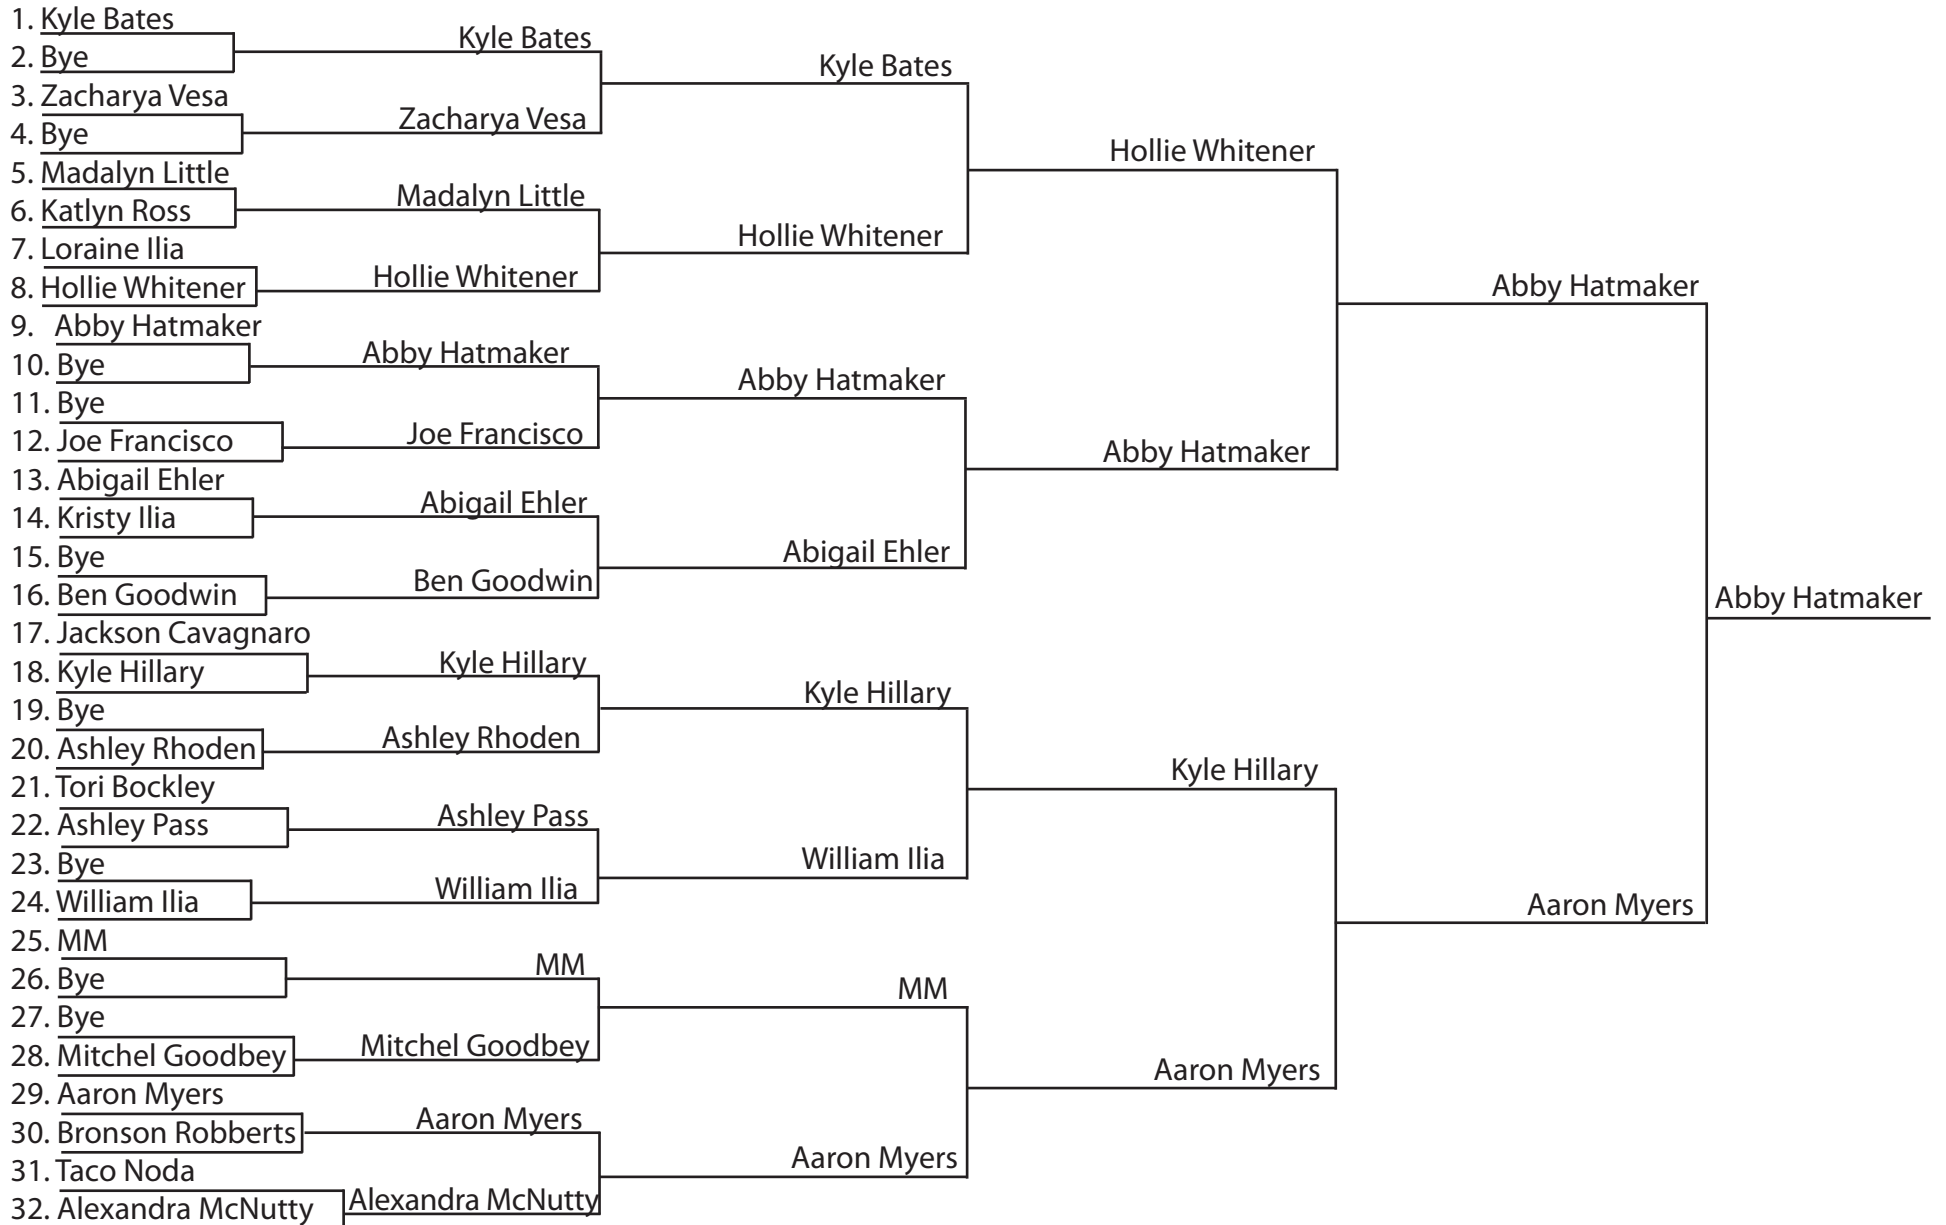 1. Kyle Bates
2. Bye
3. Zacharya Vesa
4. Bye
5. Madalyn Little
6. Katlyn Ross
7. Loraine Ilia
8. Hollie Whitener
9. Abby Hatmaker
10. Bye
11. Bye
12. Joe Francisco
13. Abigail Ehler
14. Kristy Ilia
15. Bye
16. Ben Goodwin
17. Jackson Cavagnaro
18. Kyle Hillary
19. Bye
20. Ashley Rhoden
21. Tori Bockley
22. Ashley Pass
23. Bye
24. William Ilia
25. MM
26. Bye
27. Bye
28. Mitchel Goodbey
29. Aaron Myers
30. Bronson Robberts
31. Taco Noda
32. Alexandra McNutty
Kyle Bates
Zacharya Vesa
Madalyn Little
Hollie Whitener
Abby Hatmaker
Joe Francisco
Abigail Ehler
Ben Goodwin
Kyle Hillary
Ashley Rhoden
Ashley Pass
William Ilia
MM
Mitchel Goodbey
Aaron Myers
Alexandra McNutty
Kyle Bates
Hollie Whitener
Abby Hatmaker
Abigail Ehler
Kyle Hillary
William Ilia
MM
Aaron Myers
Hollie Whitener
Abby Hatmaker
Kyle Hillary
Aaron Myers
Abby Hatmaker
Aaron Myers
Abby Hatmaker